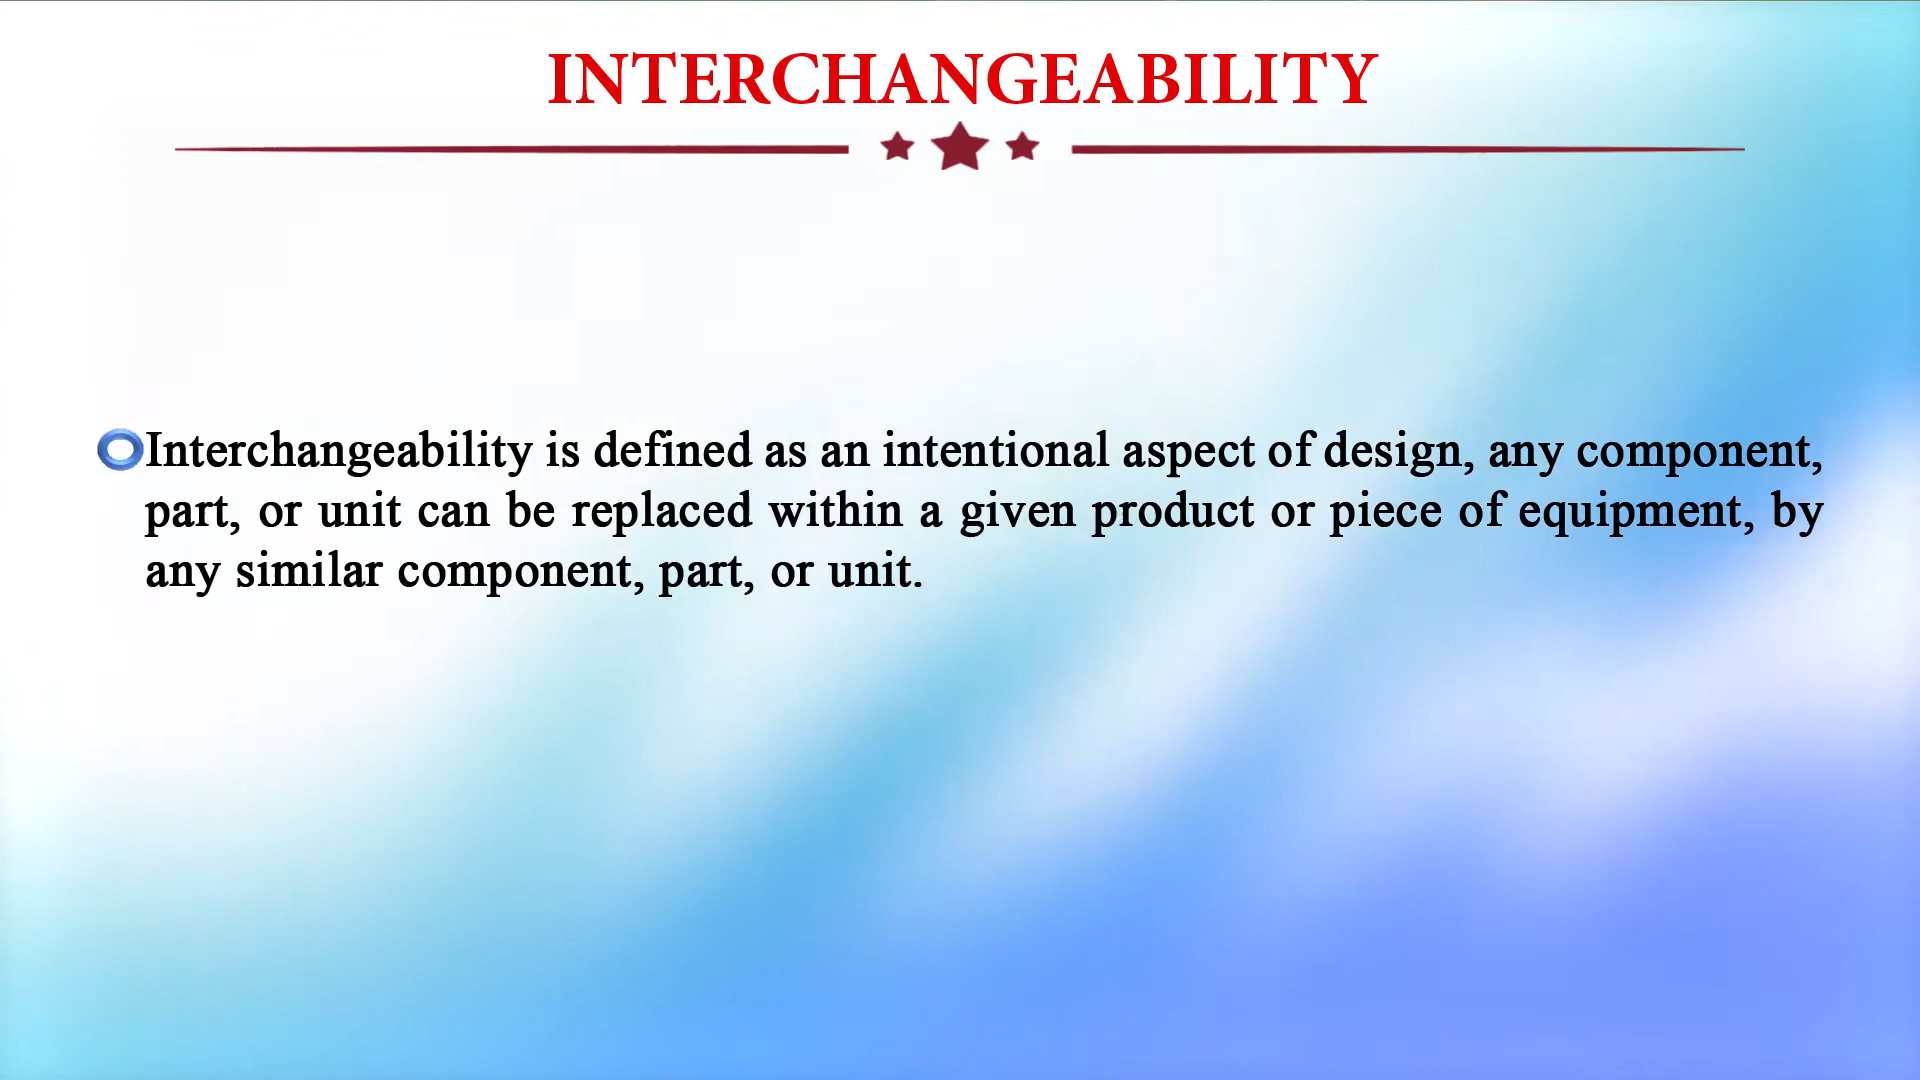 INTERCHANGEABILITY
Interchangeability is defined as an intentional aspect of design, any component,
part, or unit can be replaced within a given product or piece of equipment, by
any similar component, part, or unit.